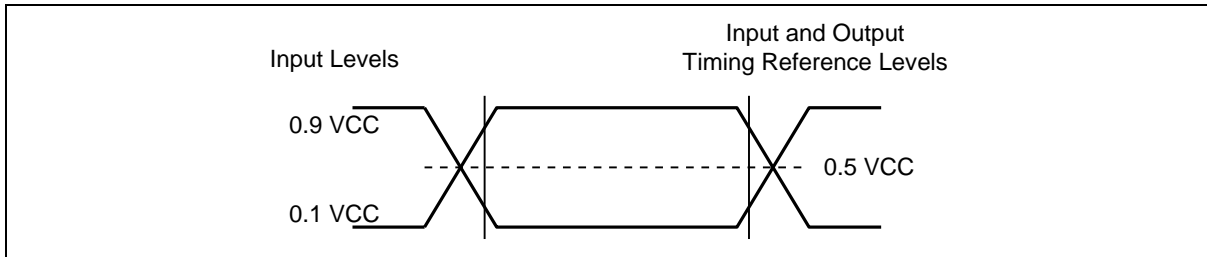 Input and Output
Input Levels
Timing Reference Levels
0.9 VCC
0.5 VCC
0.1 VCC